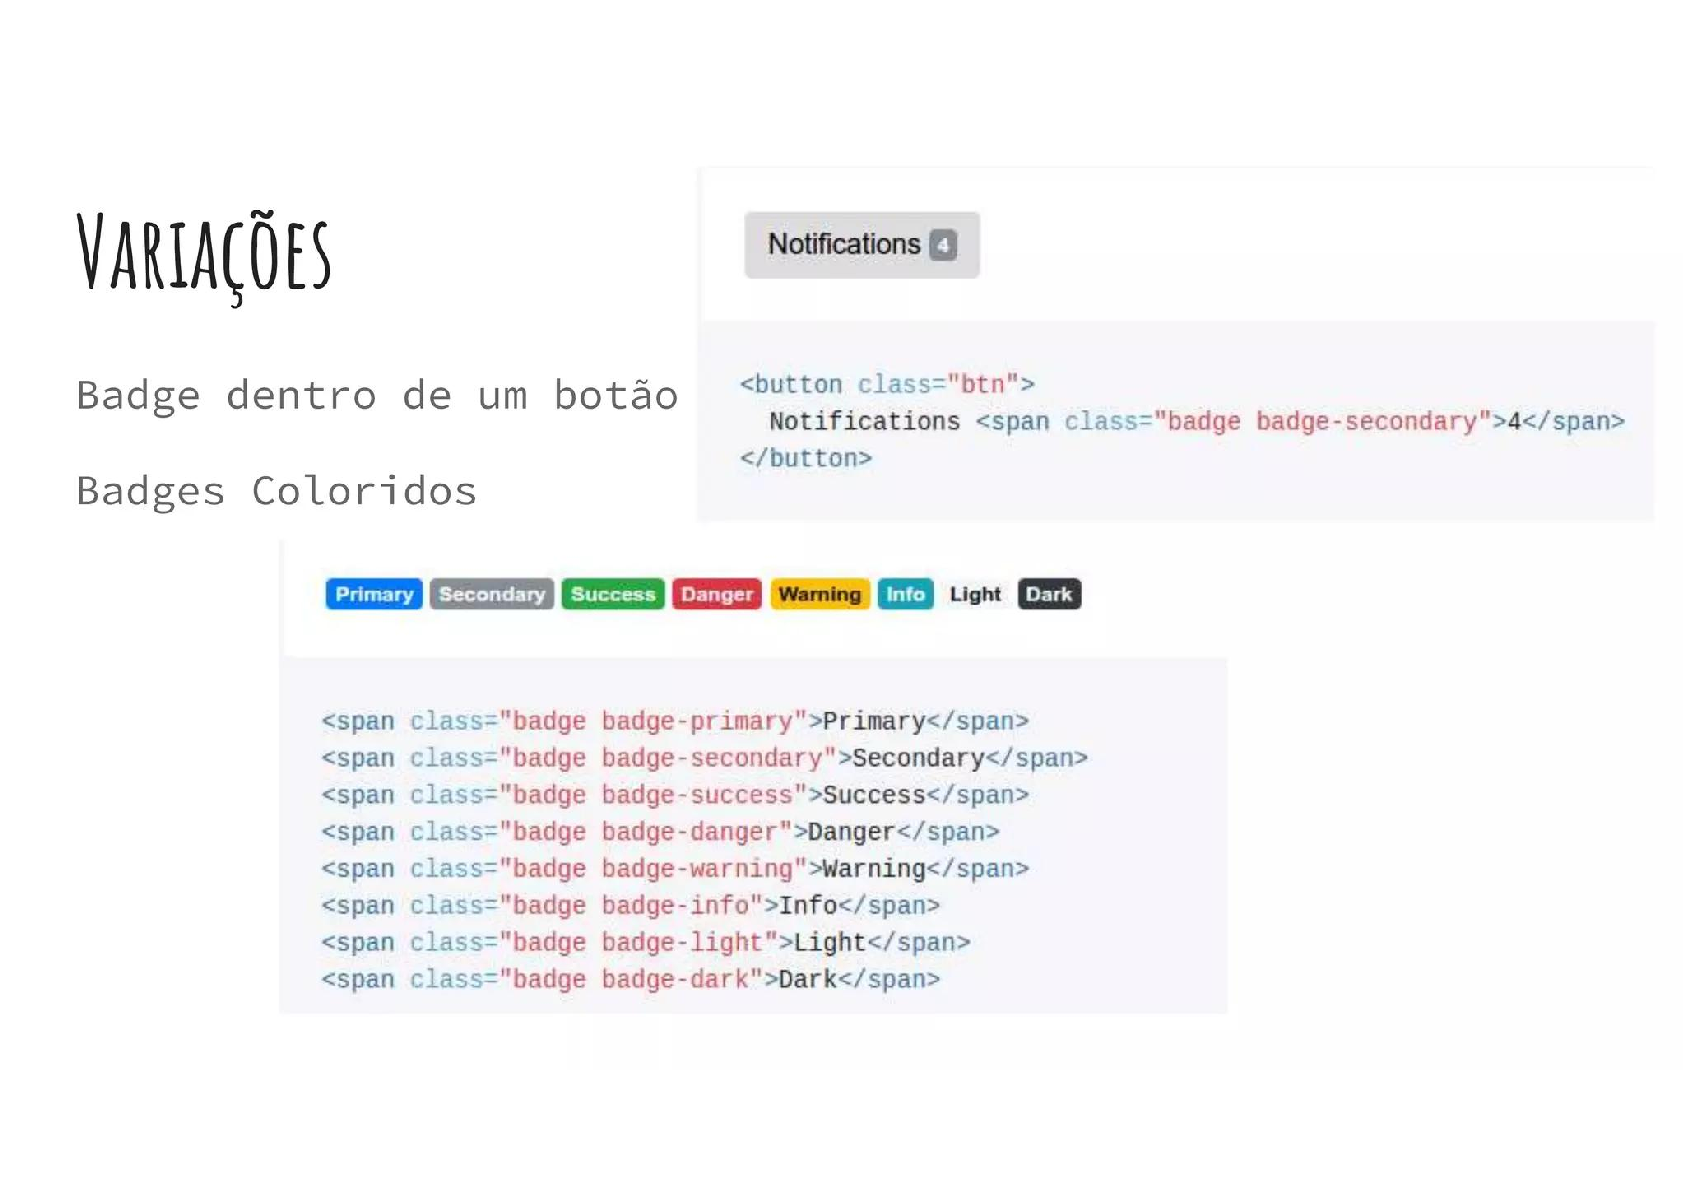 Variações
Badge dentro de um botão
Badges Coloridos
Notifications 4
<button class="btn">
  Notifications <span class="badge badge-secondary">4</span>
</button>
Primary Secondary Success Danger Warning Info Light Dark
<span class="badge badge-primary">Primary</span>
<span class="badge badge-secondary">Secondary</span>
<span class="badge badge-success">Success</span>
<span class="badge badge-danger">Danger</span>
<span class="badge badge-warning">Warning</span>
<span class="badge badge-info">Info</span>
<span class="badge badge-light">Light</span>
<span class="badge badge-dark">Dark</span>